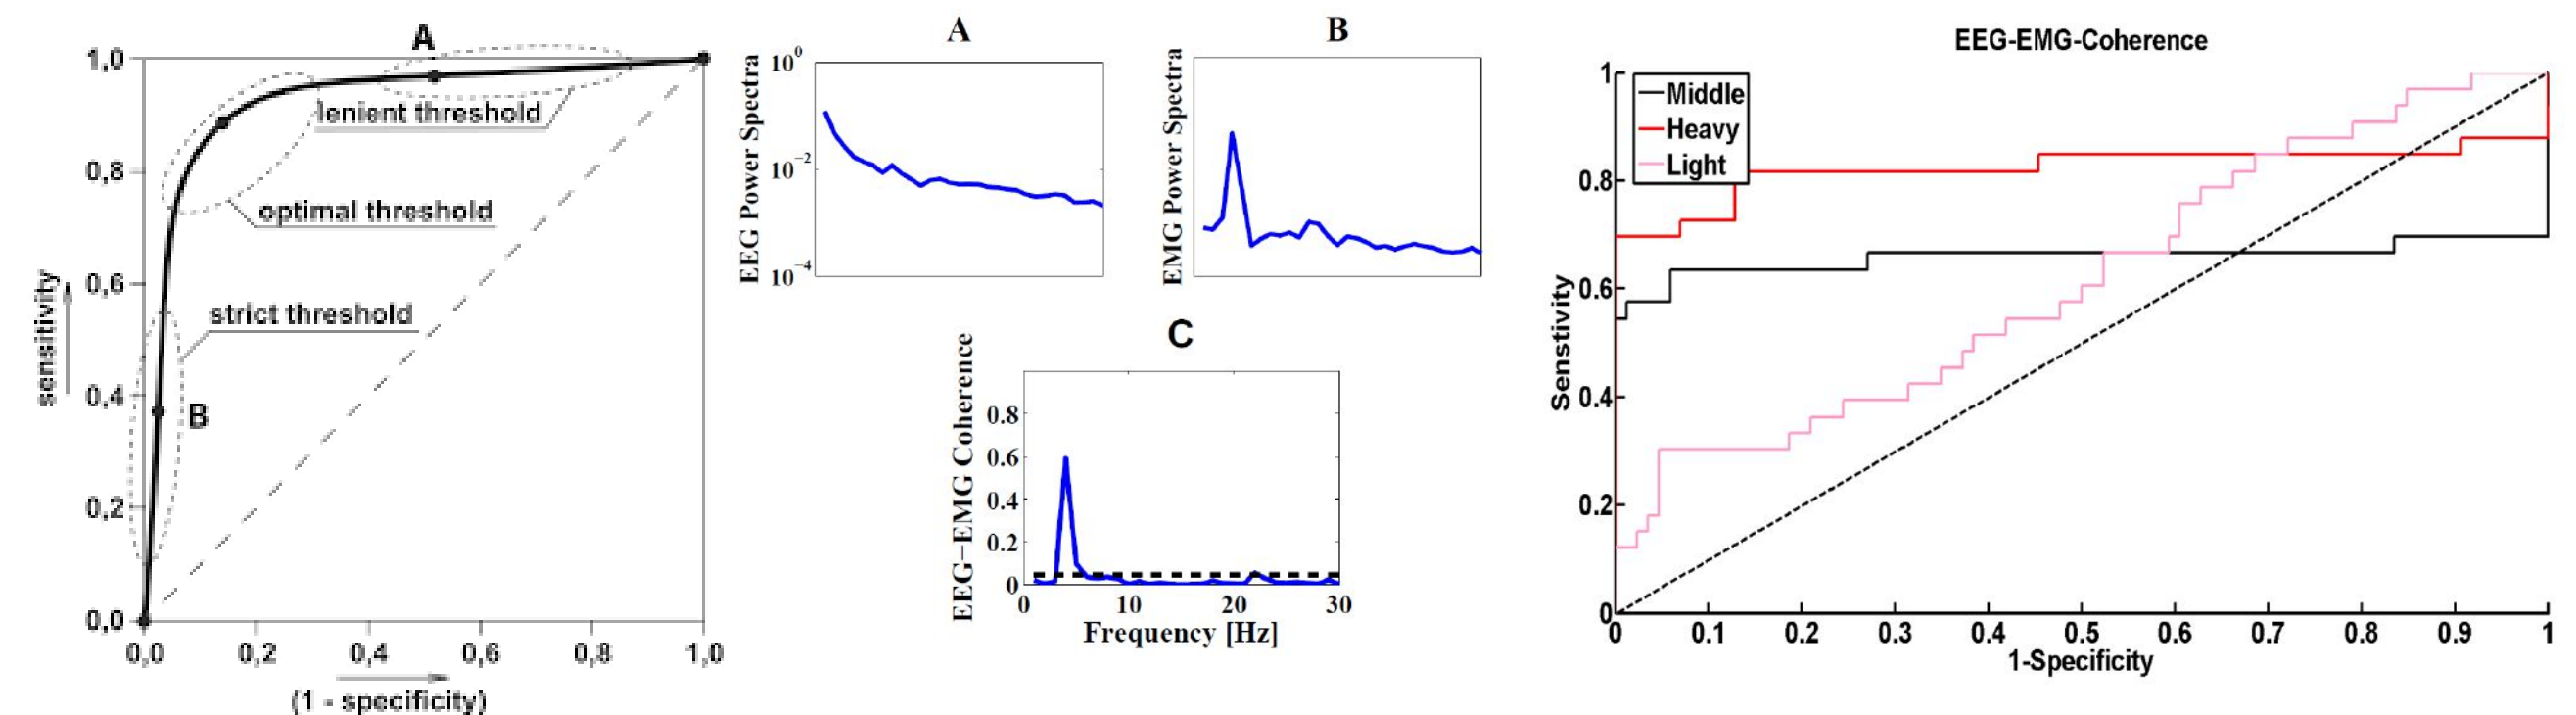 A
1,0
lenient threshold
0,8
optimal threshold
0,6
strict threshold
sensitivity
0,4
B
0,2
0,0
0,0 0,2 0,4 0,6 0,8 1,0
(1 - specificity)
A
EEG Power Spectra
10^0
10^-2
10^-4
B
EMG Power Spectra
C
EEG-EMG Coherence
0.8
0.6
0.4
0.2
0
0 10 20 30
Frequency [Hz]
EEG-EMG-Coherence
Middle
Heavy
Light
Senstivity
1
0.8
0.6
0.4
0.2
0
0 0.1 0.2 0.3 0.4 0.5 0.6 0.7 0.8 0.9 1
1-Specificity